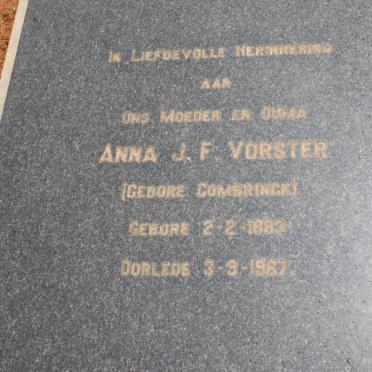 In Liefdevolle Herinnering
aan
ons Moeder en Ouma
Anna J. F. Vorster
(Gebore Combrinck)
Gebore 2-2-1883
Oorlede 3-9-1967.